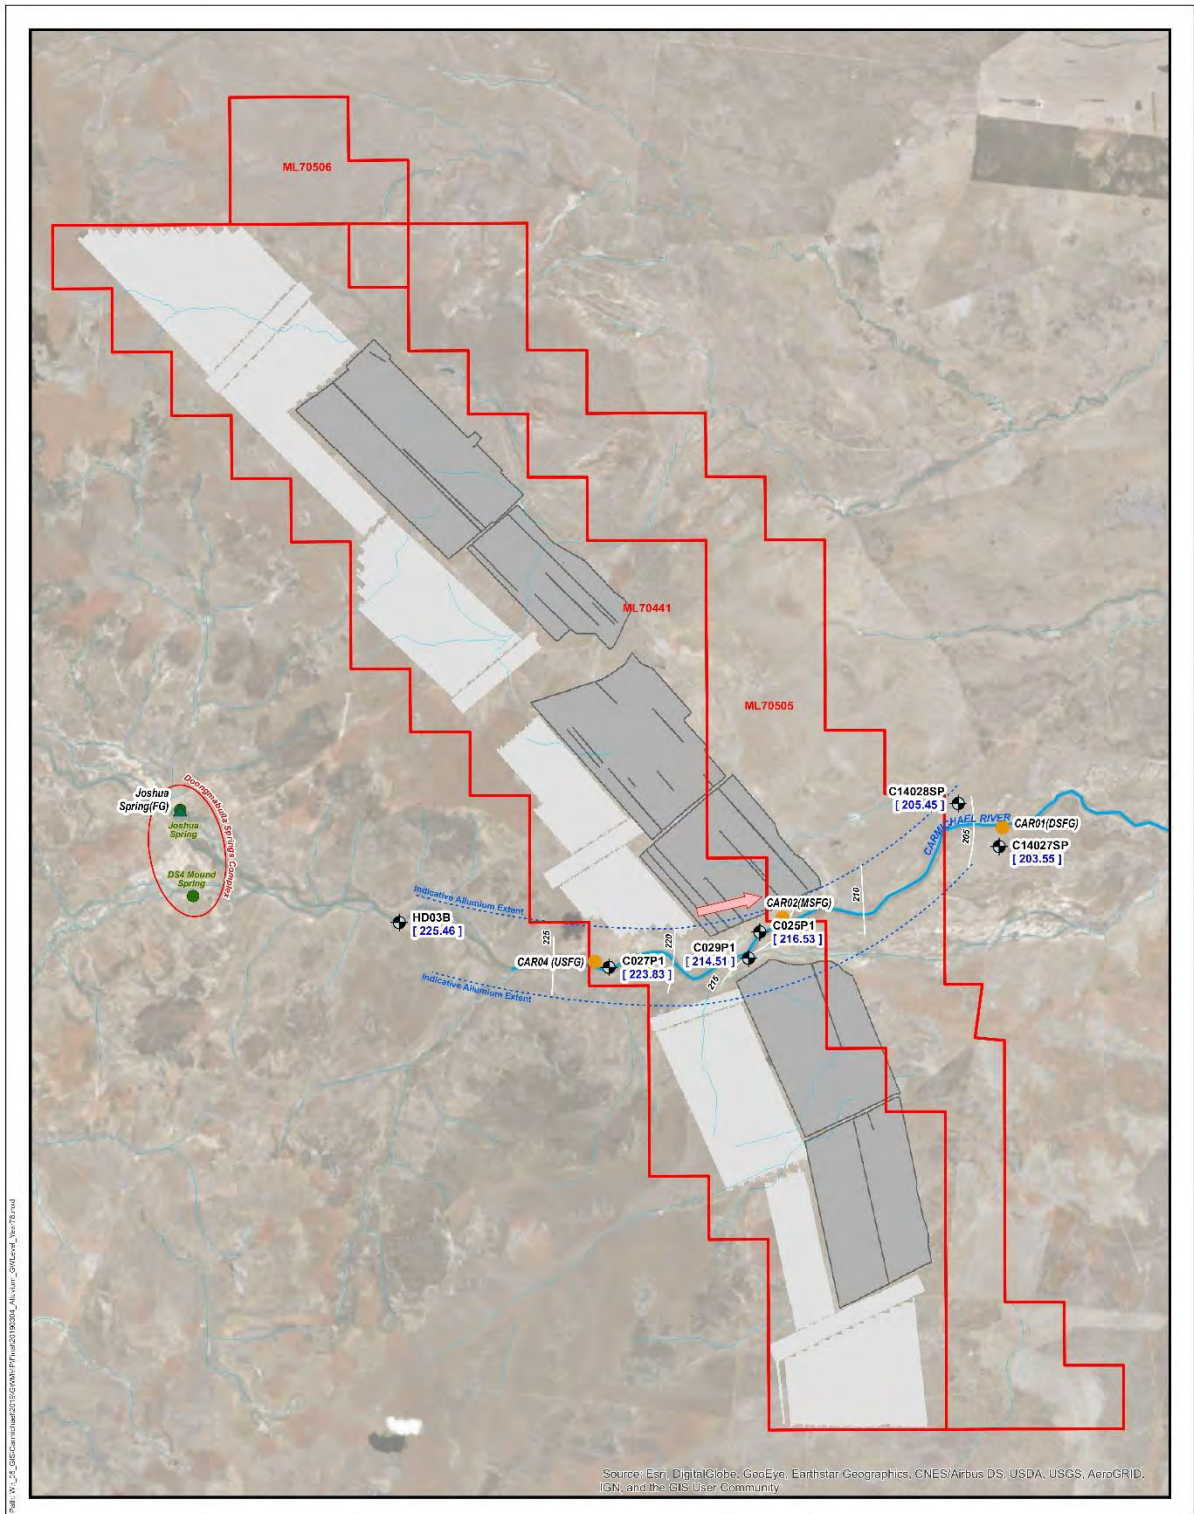 ML70506
ML70441
ML70505
Joshua
Spring(FG)
Joshua
Spring
DS4 Mound
Spring
Doongmabulla Springs Complex
HD03B
[ 225.46 ]
Indicative Allumium Extent
Indicative Allumium Extent
225
220
215
210
205
CAR04 (USFG)
C027P1
[ 223.83 ]
C029P1
[ 214.51 ]
C025P1
[ 216.53 ]
CAR02(MSFG)
C14028SP
[ 205.45 ]
CARMICHAEL RIVER
CAR01(DSFG)
C14027SP
[ 203.55 ]
Source: Esri, DigitalGlobe, GeoEye, Earthstar Geographics, CNES/Airbus DS, USDA, USGS, AeroGRID,
IGN, and the GIS User Community